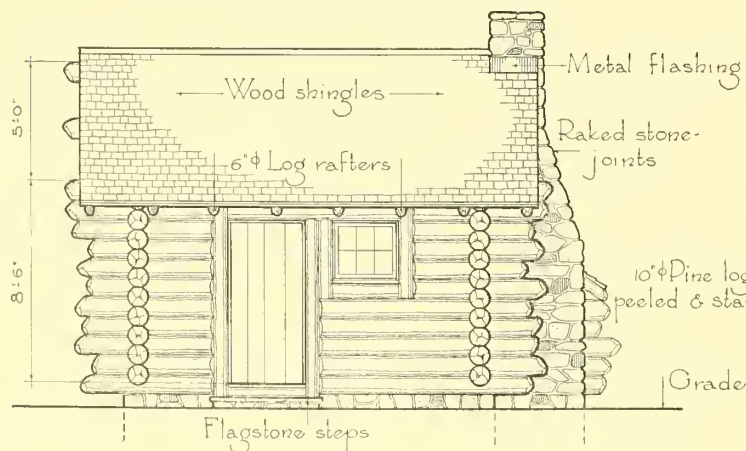 Metal flashing
Wood shingles
Raked stone-
joints
5'-0"
6"φ Log rafters
8'-6"
10"φ Pine log
peeled & sta
Grade
Flagstone steps